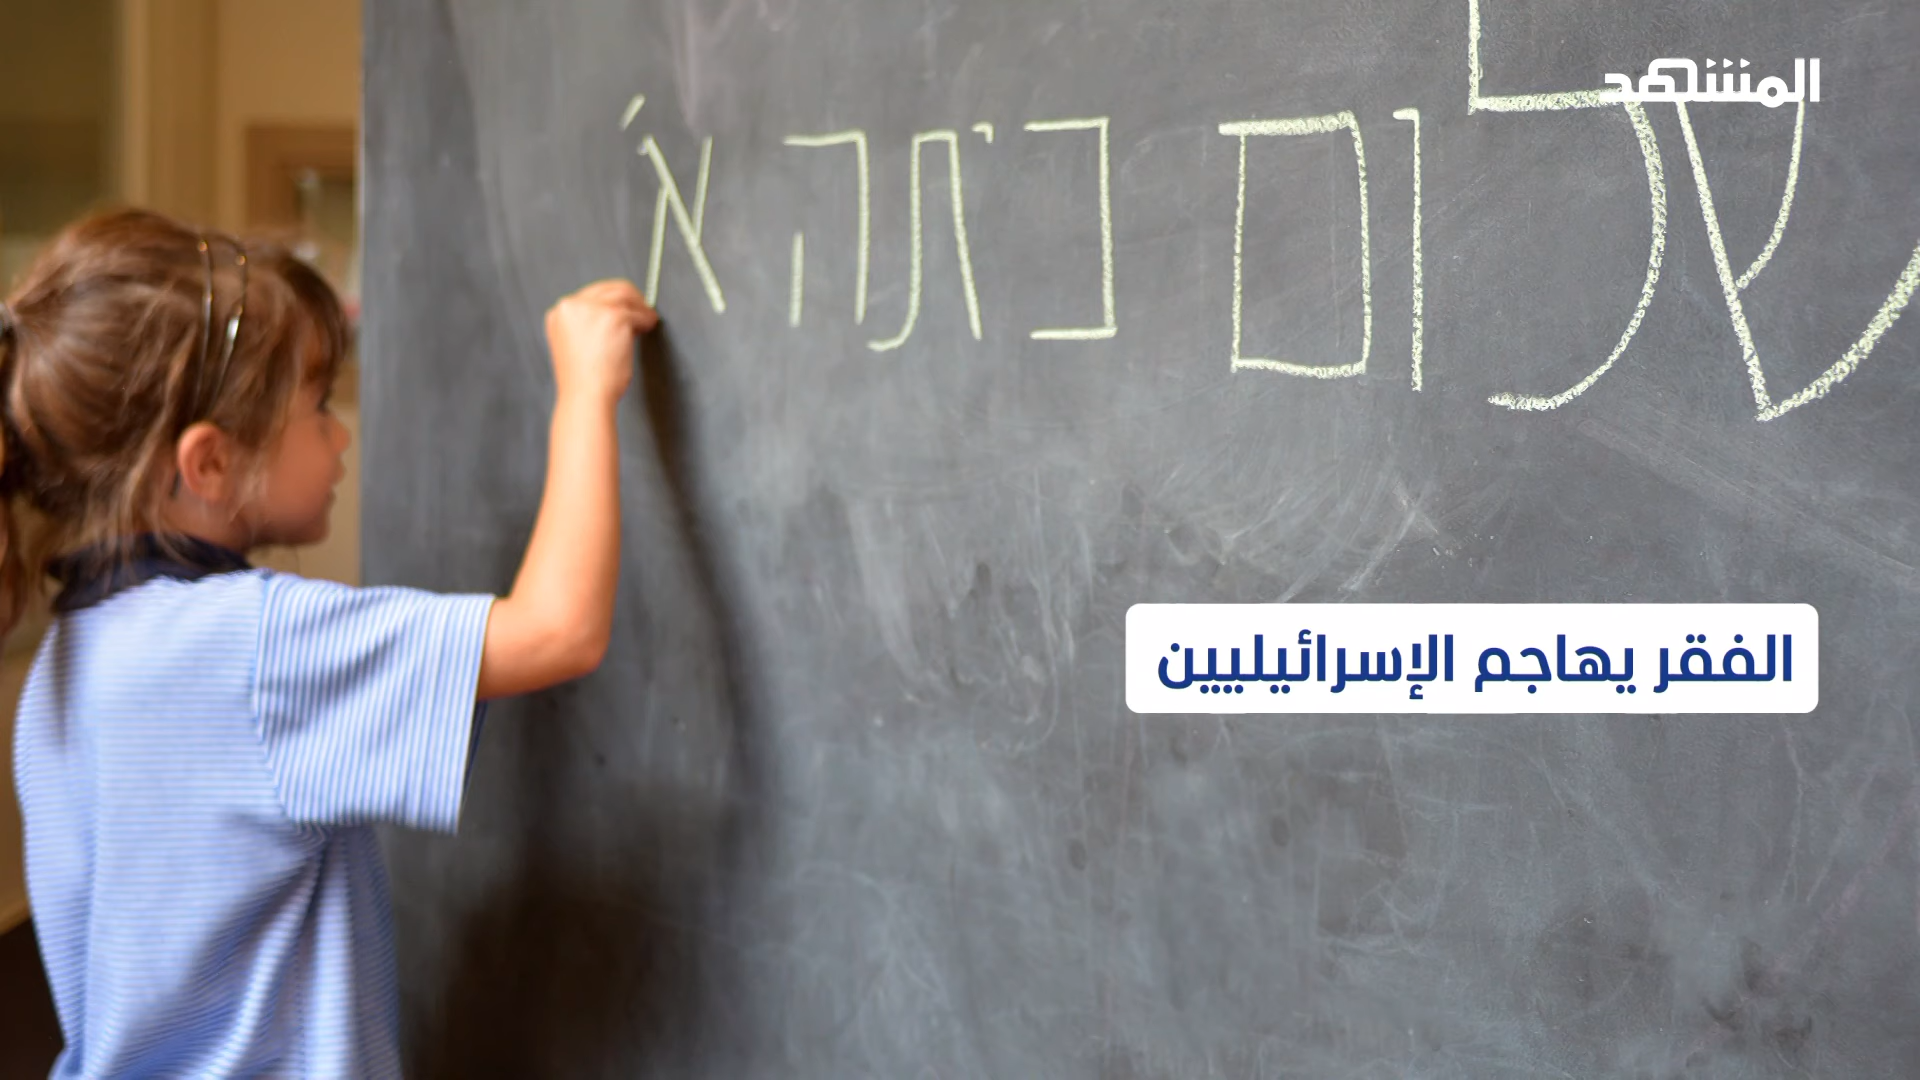 المشهد
שלום כיתה א'
الفقر يهاجم الإسرائيليين